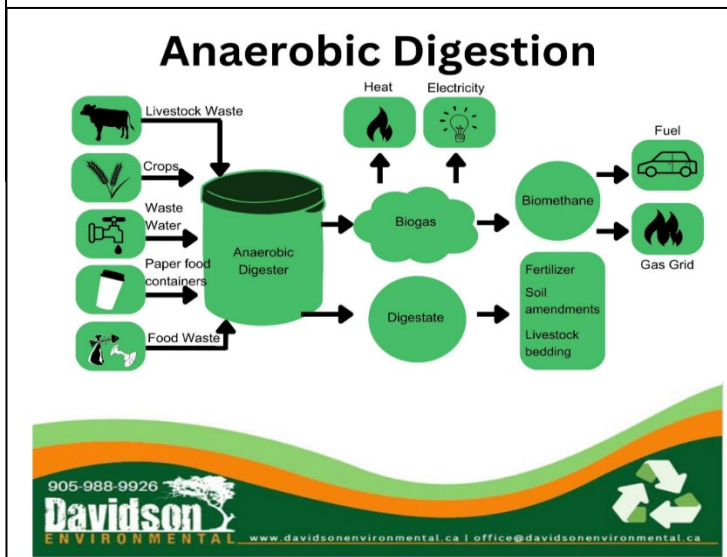 Anaerobic Digestion
Livestock Waste
Crops
Waste
Water
Paper food
containers
Food Waste
Anaerobic
Digester
Heat
Electricity
Biogas
Digestate
Biomethane
Fuel
Gas Grid
Fertilizer
Soil
amendments
Livestock
bedding
905-988-9926
Davidson
ENVIRONMENTAL
www.davidsonenvironmental.ca | office@davidsonenvironmental.ca